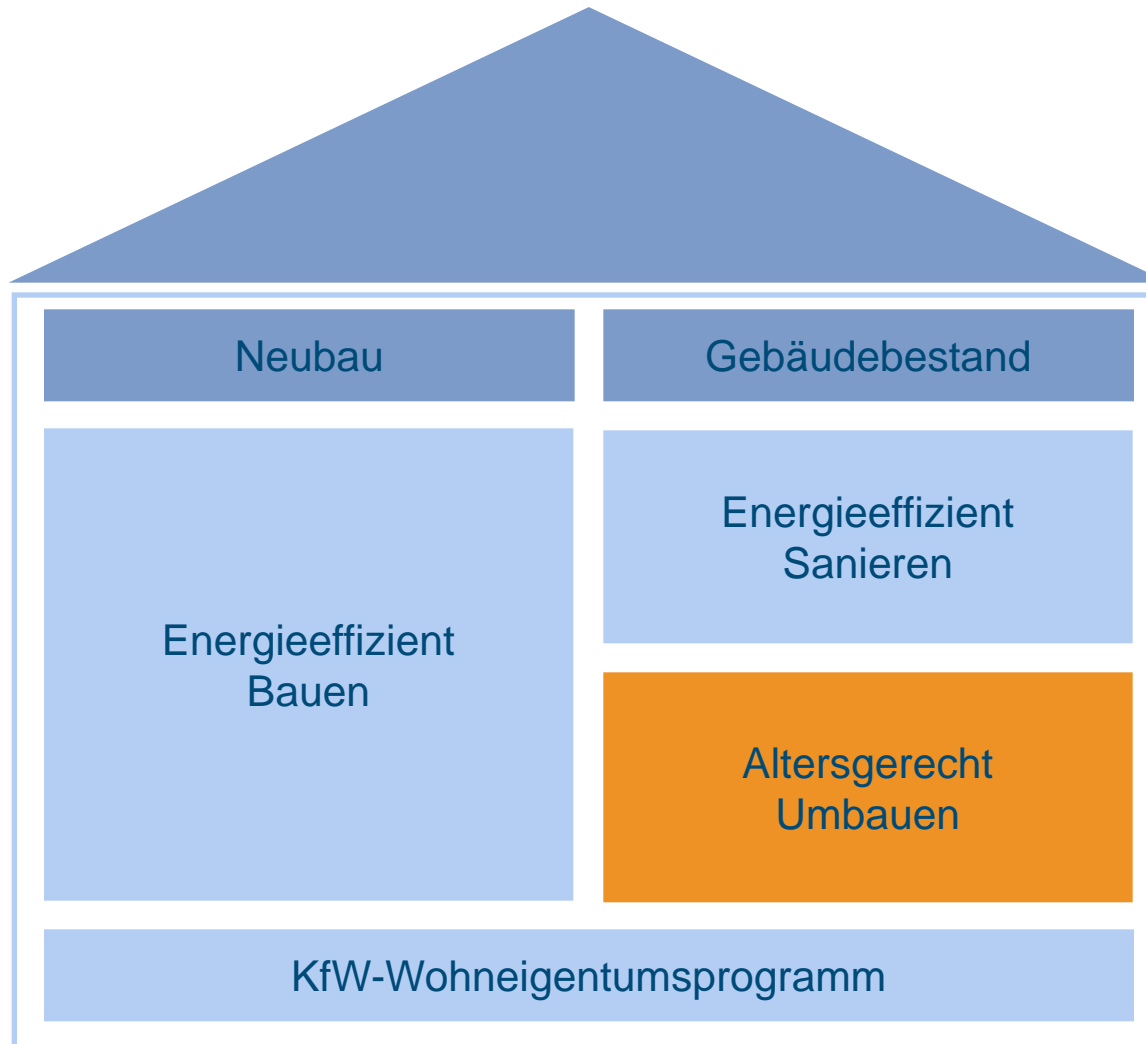 Neubau
Gebäudebestand
Energieeffizient
Bauen
Energieeffizient
Sanieren
Altersgerecht
Umbauen
KfW-Wohneigentumsprogramm